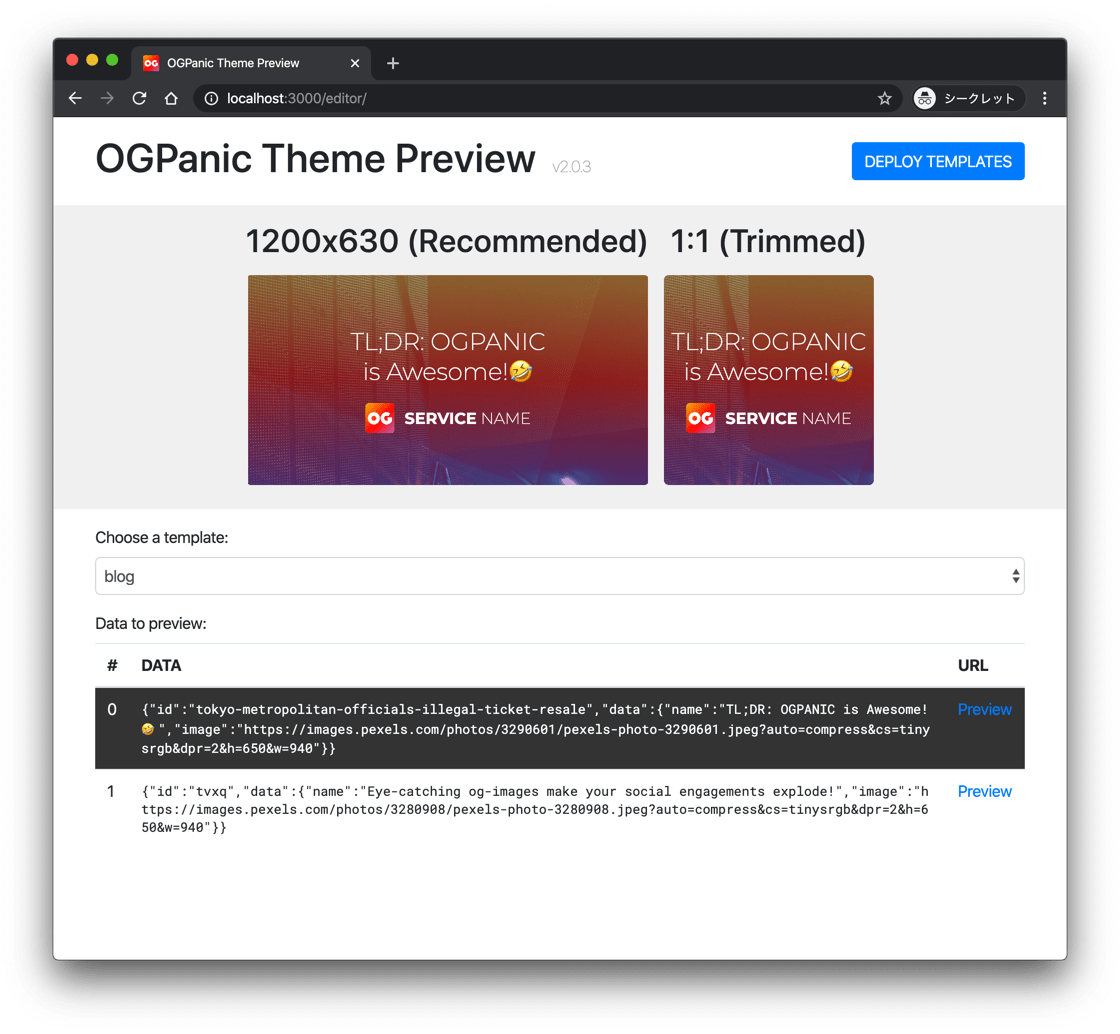 OGPanic Theme Preview
localhost:3000/editor/
シークレット
OGPanic Theme Preview v2.0.3
DEPLOY TEMPLATES
1200x630 (Recommended)
1:1 (Trimmed)
TL;DR: OGPANIC
is Awesome!🤣
OG SERVICE NAME
TL;DR: OGPANIC
is Awesome!🤣
OG SERVICE NAME
Choose a template:
blog
Data to preview:
# DATA URL
0 {"id":"tokyo-metropolitan-officials-illegal-ticket-resale","data":{"name":"TL;DR: OGPANIC is Awesome! Preview
🤣 ","image":"https://images.pexels.com/photos/3290601/pexels-photo-3290601.jpeg?auto=compress&cs=tiny
srgb&dpr=2&h=650&w=940"}}
1 {"id":"tvxq","data":{"name":"Eye-catching og-images make your social engagements explode!","image":"h Preview
ttps://images.pexels.com/photos/3280908/pexels-photo-3280908.jpeg?auto=compress&cs=tinysrgb&dpr=2&h=6
50&w=940"}}